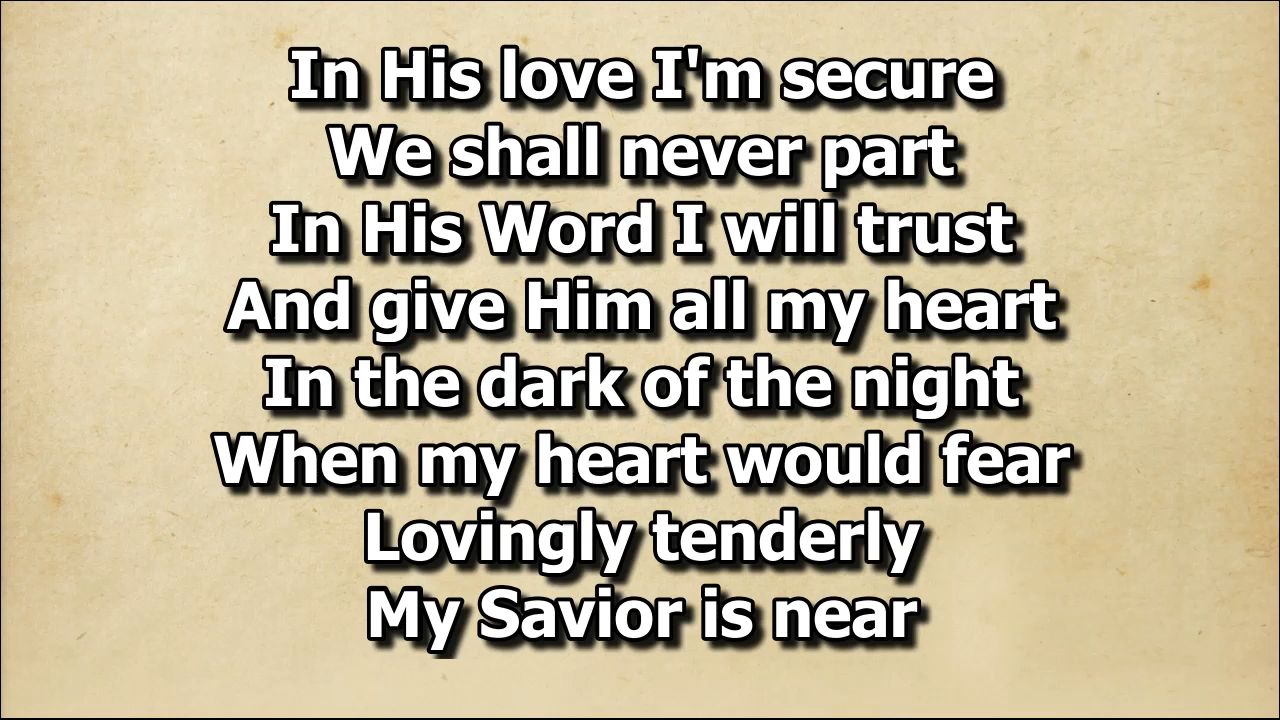 In His love I'm secure
We shall never part
In His Word I will trust
And give Him all my heart
In the dark of the night
When my heart would fear
Lovingly tenderly
My Savior is near